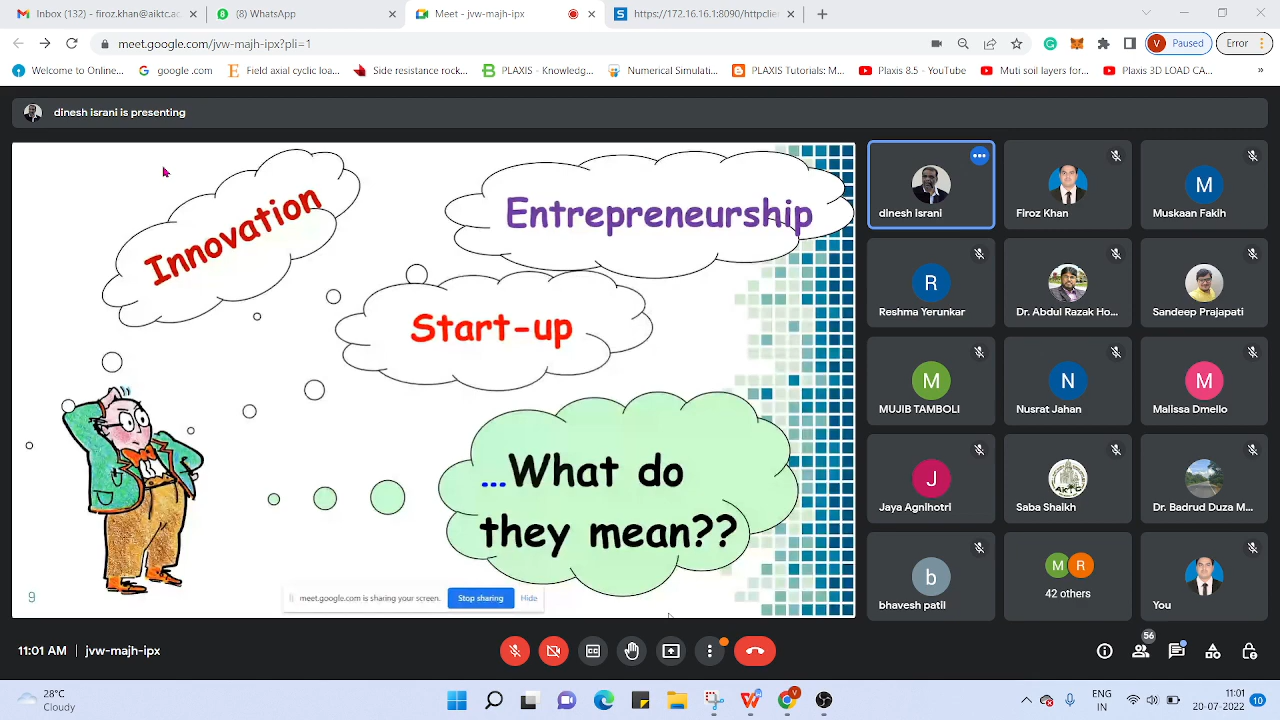 Inbox (132) - firoz.khan@aiktc.ac.
(8) WhatsApp
Meet - jvw-majh-ipx
https://172.16.16.1:8090/httpclie
meet.google.com/jvw-majh-ipx?pli=1
Paused
Error
Welcome to Online...
google .com
Field axie cyclic loa...
Side resistance roc...
PLAXIS - Knowledg...
Numerical Simulati...
PLAXIS Tutorials: M...
Plaxis 8.5 - YouTube
Muti soil layers for...
Plaxis 3D LOAD CA...
dinesh israni is presenting
Innovation
Entrepreneurship
Start-up
...What do
they mean??
9
meet.google.com is sharing your screen.
Stop sharing
Hide
dinesh israni
Firoz Khan
M
Muskan Fakih
R
Reshma Yerunkar
Dr. Abdul Razak Ho...
Sandeep Prajapati
M
MUJIB TAMBOLI
N
Nusrat Jahan
M
Malissa Dmello
J
Jaya Agnihotri
Saba Shaikh
Dr. Badrud Duza M...
b
bhavesh patil
M R
42 others
You
11:01 AM | jvw-majh-ipx
56
28°C
Cloudy
ENG
IN
11:01
20-07-2022
10